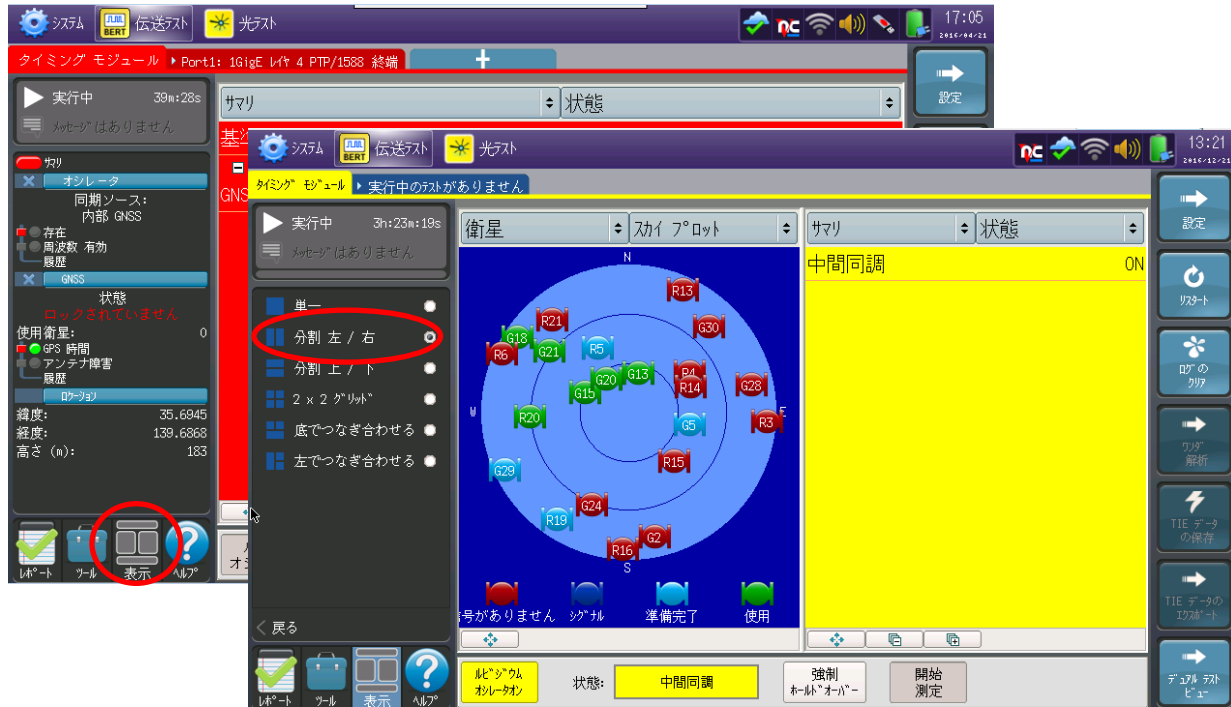 システム
BERT
伝送テスト
光テスト
nc
17:05
2016/04/21
タイミング モジュール
Port1: 1GigE レイヤ 4 PTP/1588 終端
+
実行中 39m:28s
メッセージはありません
サマリ
状態
設定
サマリ
オシレータ
同期ソース:
内部 GNSS
存在
周波数 有効
履歴
GNSS
状態
ロックされていません
使用衛星: 0
GPS 時間
アンテナ障害
履歴
ロケーション
緯度: 35.6945
経度: 139.6868
高さ (m): 183
レポート
ツール
表示
ヘルプ
GNS
システム
BERT
伝送テスト
光テスト
nc
13:21
2016/12/21
タイミング モジュール
実行中のテストがありません
実行中 3h:23m:19s
メッセージはありません
単一
分割 左 / 右
分割 上 / 下
2 x 2 グリッド
底でつなぎ合わせる
左でつなぎ合わせる
戻る
レポート
ツール
表示
ヘルプ
衛星
スカイ プロット
N
R13
R21
G30
G18
R6
G21
R5
G20
G13
R4
R14
G15
G28
W
R20
G5
R3
E
G29
R15
G24
R19
G2
R16
S
号がありません
シグナル
準備完了
使用
サマリ
状態
中間同調 ON
ルビジウム
オシレータオン
状態:
中間同調
強制
ホールドオーバー
開始
測定
設定
リスタート
ログの
クリア
ワンダ
解析
TIE データ
の保存
TIE データの
エクスポート
デュアル テスト
ビュー